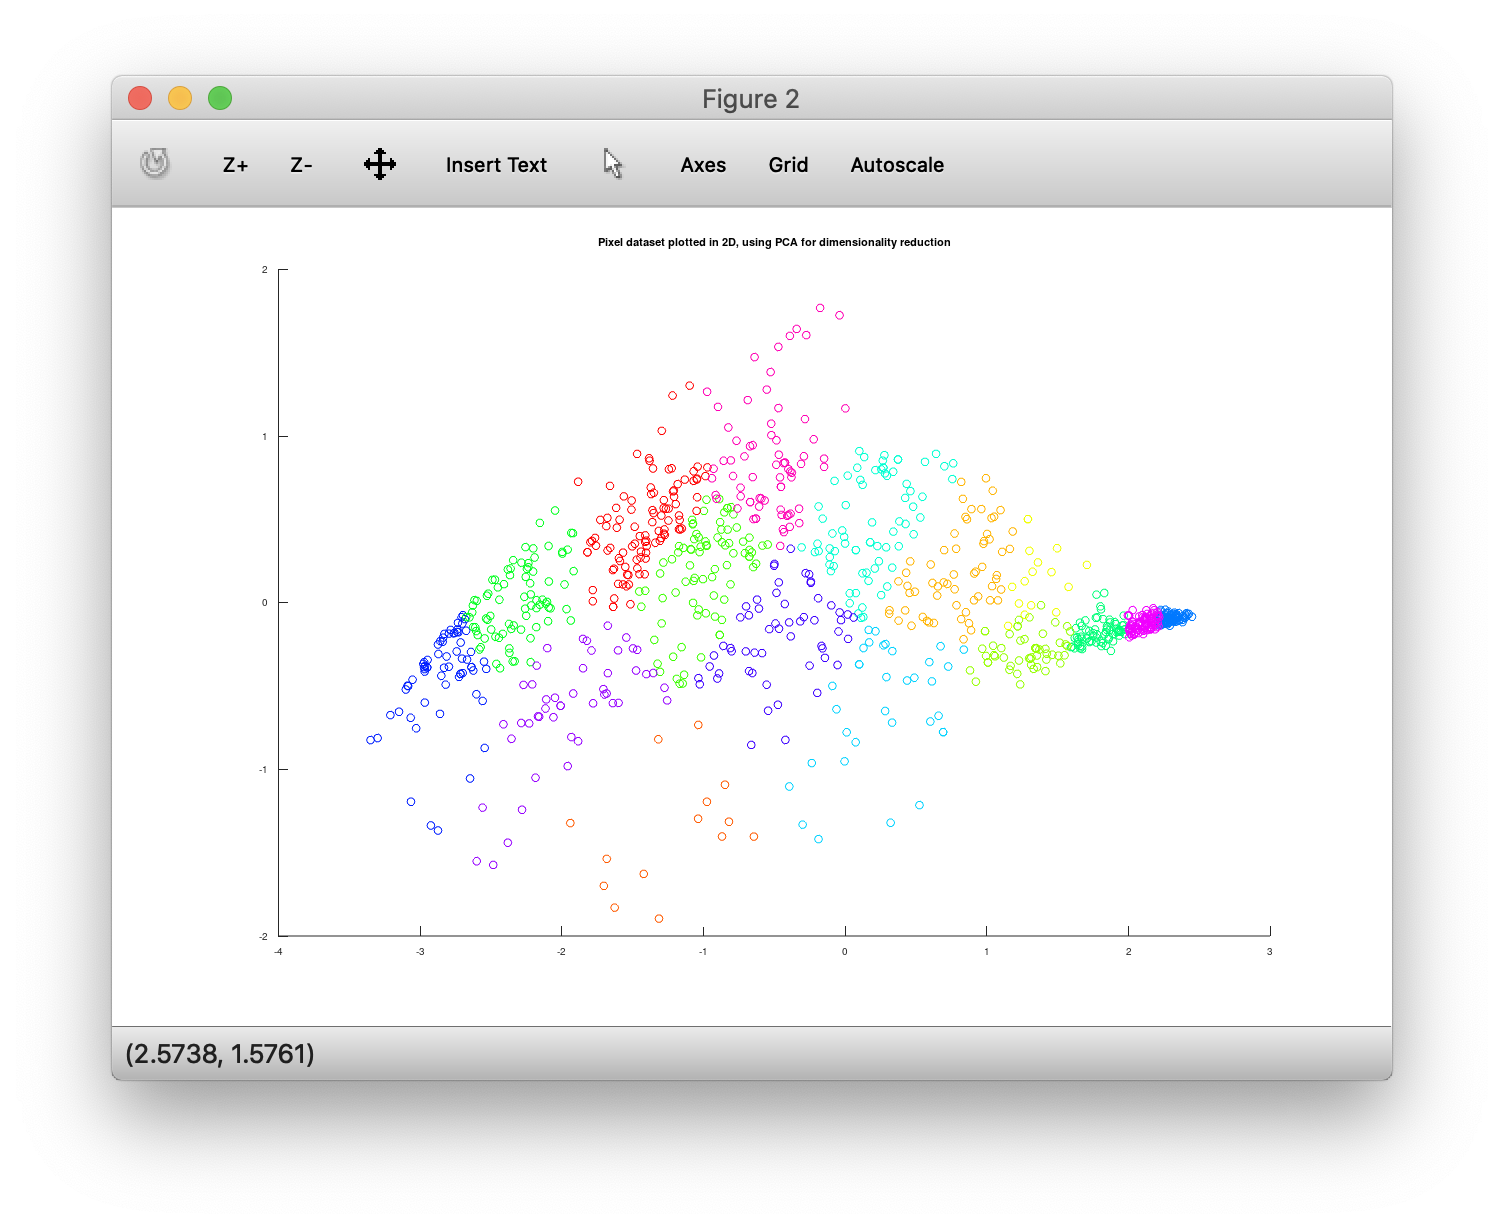 Figure 2
Z+ Z- Insert Text Axes Grid Autoscale
Pixel dataset plotted in 2D, using PCA for dimensionality reduction
2
1
0
-1
-2
-4 -3 -2 -1 0 1 2 3
(2.5738, 1.5761)